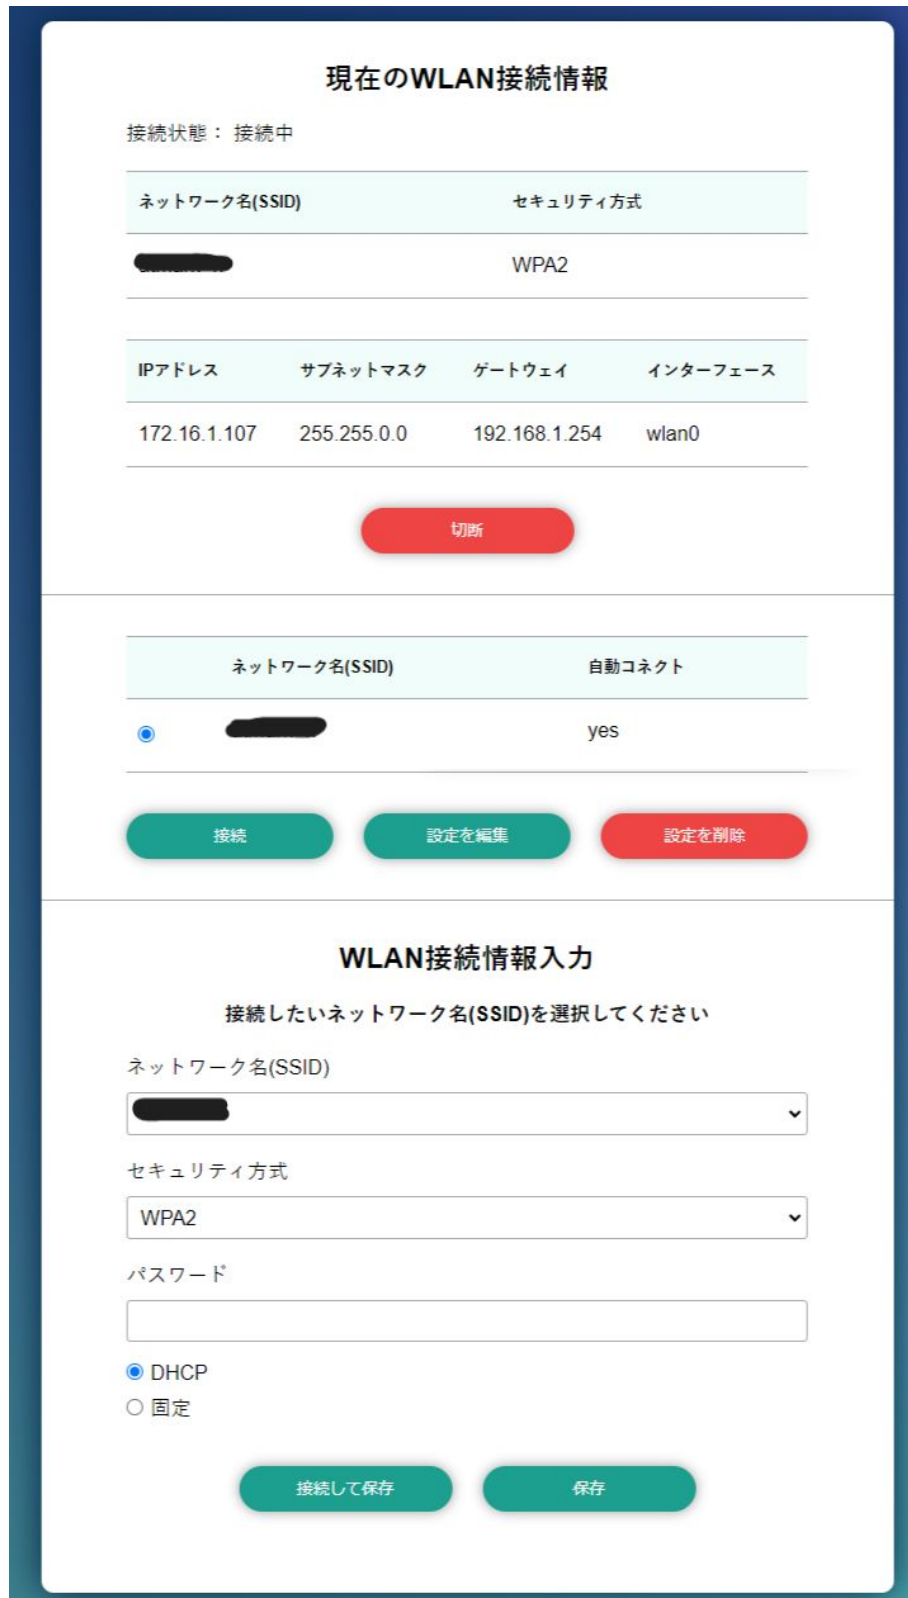 現在のWLAN接続情報
接続状態： 接続中
ネットワーク名(SSID) セキュリティ方式
WPA2
IPアドレス サブネットマスク ゲートウェイ インターフェース
172.16.1.107 255.255.0.0 192.168.1.254 wlan0
切断
ネットワーク名(SSID) 自動コネクト
yes
接続 設定を編集 設定を削除
WLAN接続情報入力
接続したいネットワーク名(SSID)を選択してください
ネットワーク名(SSID)
セキュリティ方式
WPA2
パスワード
DHCP
固定
接続して保存 保存